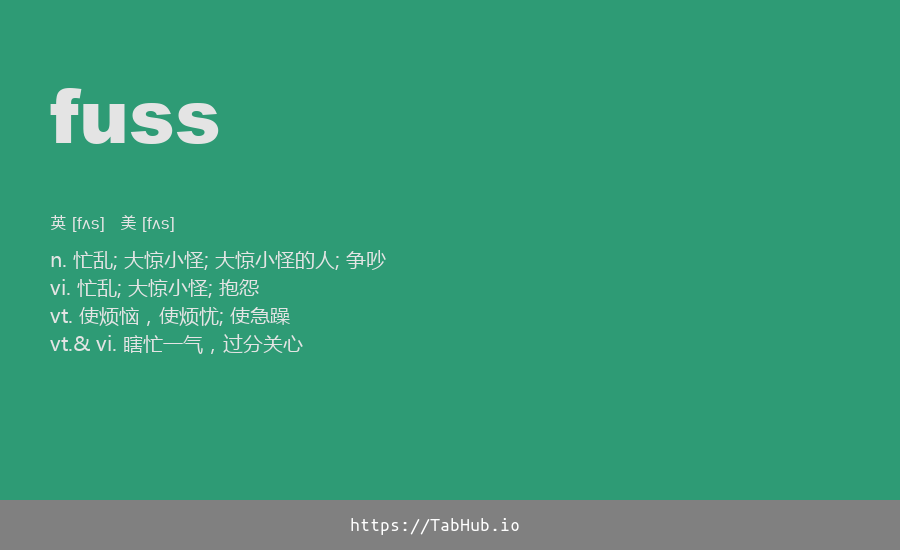 fuss
英 [fʌs] 美 [fʌs]
n. 忙乱; 大惊小怪; 大惊小怪的人; 争吵
vi. 忙乱; 大惊小怪; 抱怨
vt. 使烦恼，使烦忧; 使急躁
vt.& vi. 瞎忙一气，过分关心
https://TabHub.io